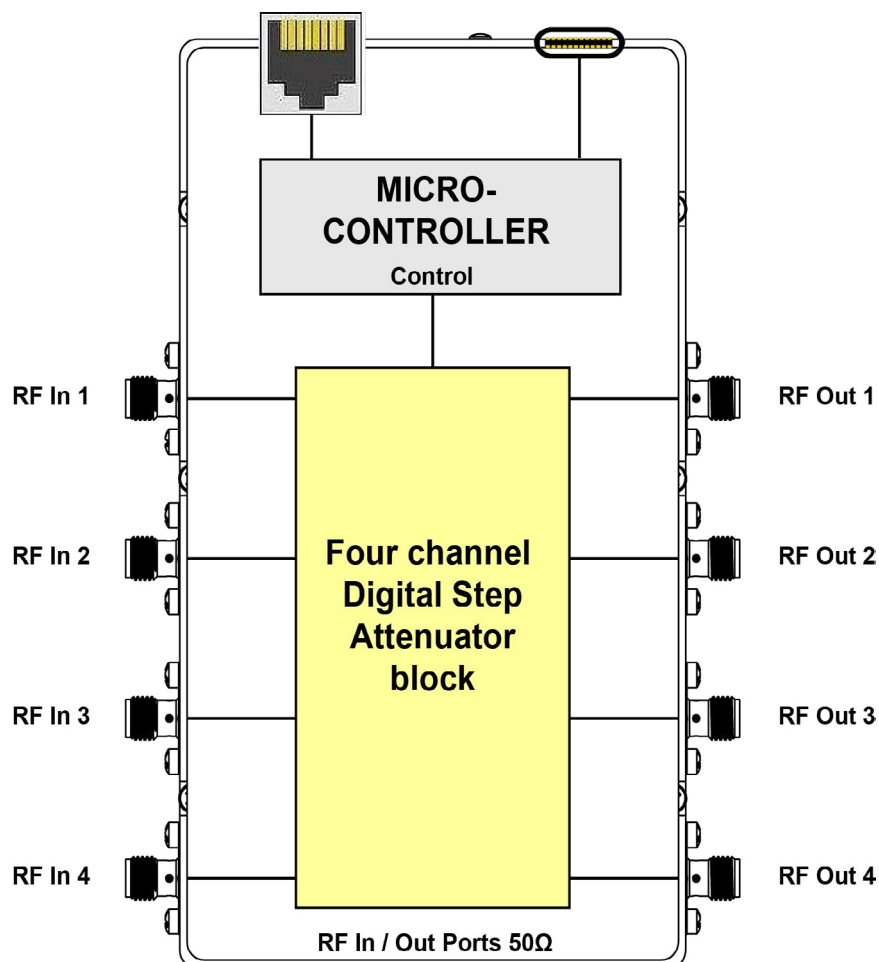 MICRO-
CONTROLLER
Control
RF In 1
RF Out 1
RF In 2
RF Out 2
Four channel
Digital Step
Attenuator
block
RF In 3
RF Out 3
RF In 4
RF Out 4
RF In / Out Ports 50Ω